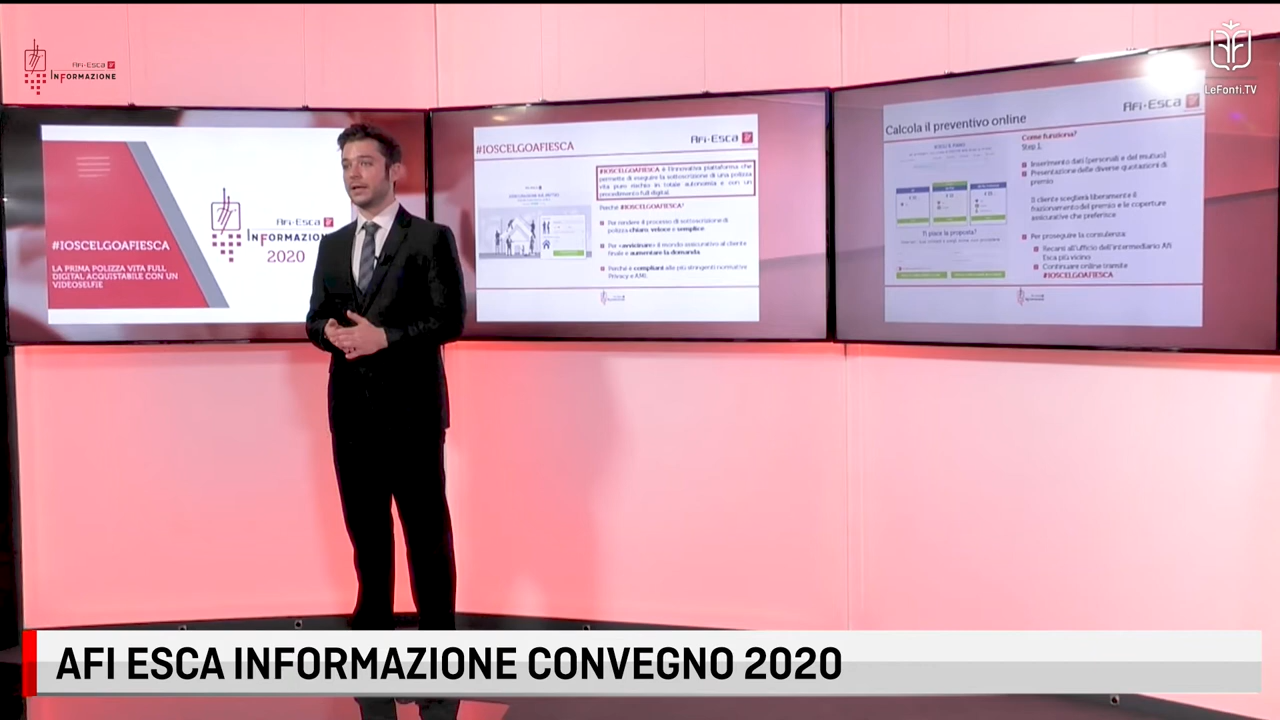 Afi-Esca
InFormazione
LeFonti.TV
#IOSCELGOAFIESCA
LA PRIMA POLIZZA VITA FULL
DIGITAL ACQUISTABILE CON UN
VIDEOSELFIE
Afi-Esca
2020
#IOSCELGOAFIESCA
Afi-Esca
#IOSCELGOAFIESCA è l'innovativa piattaforma che
permette di eseguire la sottoscrizione di una polizza
vita puro rischio in totale autonomia e con un
procedimento full digital.
Perché #IOSCELGOAFIESCA?
Per rendere il processo di sottoscrizione di
polizza chiaro, veloce e semplice
Per «avvicinare» il mondo assicurativo al cliente
finale e aumentare la domanda
Perché è compliant alle più stringenti normative
Privacy e AML
Calcola il preventivo online
Afi-Esca
Come funziona?
Step 1.
Inserimento dati (personali e del mutuo)
Presentazione delle diverse quotazioni di
premio
Il cliente sceglierà liberamente il
frazionamento del premio e le coperture
assicurative che preferisce
Ti piace la proposta?
Per proseguire la consulenza:
Recarsi all'ufficio dell'intermediario Afi
Esca più vicino
Continuare online tramite
#IOSCELGOAFIESCA
AFI ESCA INFORMAZIONE CONVEGNO 2020